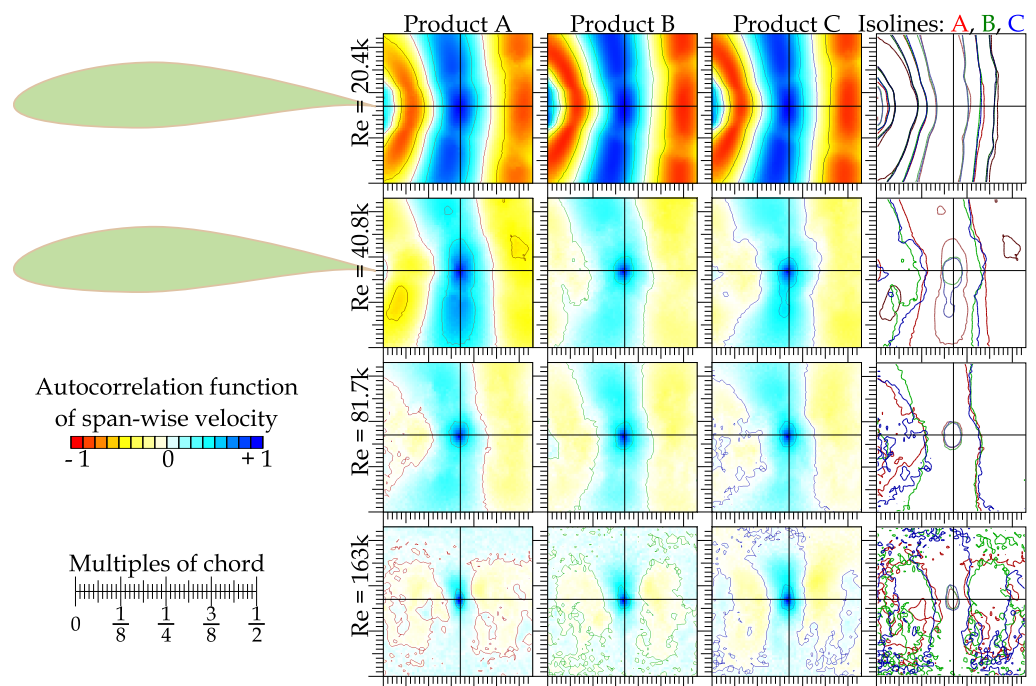 Product A Product B Product C Isolines: A, B, C
Re = 20.4k
Re = 40.8k
Autocorrelation function
of span-wise velocity
-1 0 +1
Re = 81.7k
Multiples of chord
0 1/8 1/4 3/8 1/2
Re = 163k